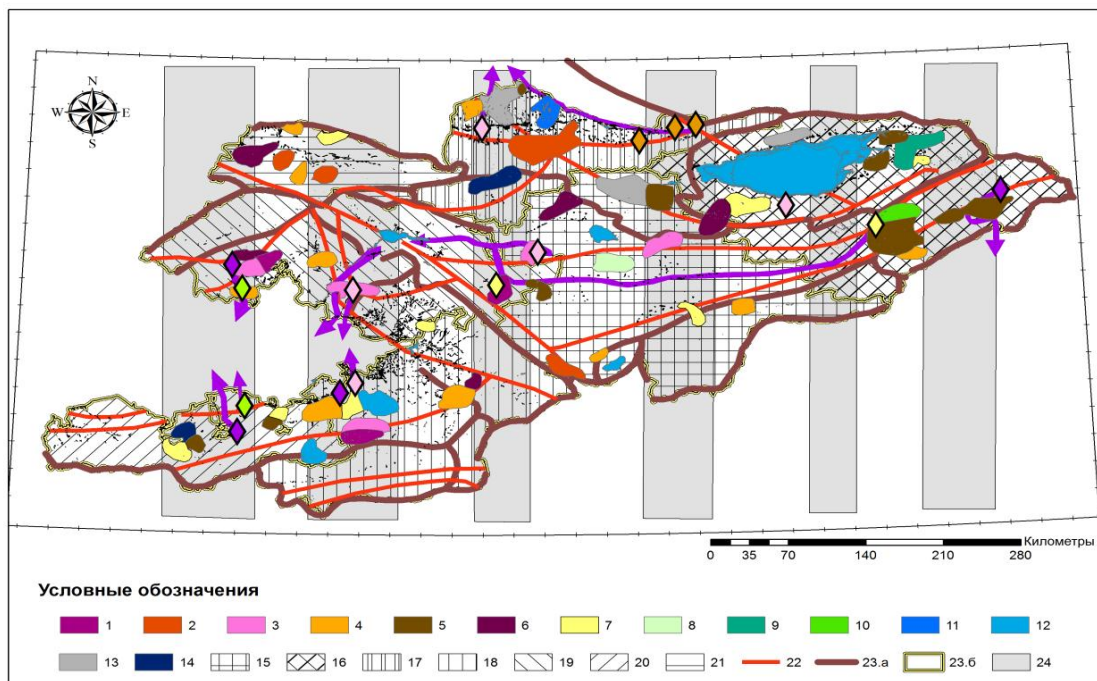 N
W E
S
Километры
0 35 70 140 210 280
Условные обозначения
1 2 3 4 5 6 7 8 9 10 11 12
13 14 15 16 17 18 19 20 21 22 23.а 23.б 24